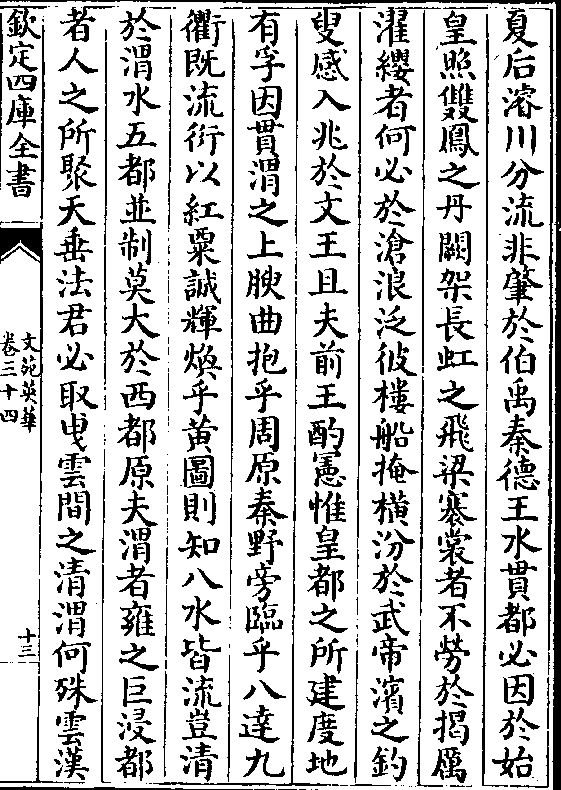 夏后濬川分流非肇於伯禹秦德王水貫都必因於始
皇照雙鳳之丹闕架長虹之飛梁褰裳者不勞於揭厲
濯纓者何必於滄浪泛彼樓船掩横汾於武帝濱之釣
叟感入兆於文王且夫前王酌憲惟皇都之所建度地
有孚因貫渭之上腴曲抱乎周原秦野旁臨乎八達九
衢既流衍以紅粟誠輝煥乎黄圖則知八水皆流豈清
於渭水五都並制莫大於西都原夫渭者雍之巨浸都
者人之所聚天垂法君必取曳雲間之清渭何殊雲漢
欽定四庫全書
文苑英華
卷三十四
十三